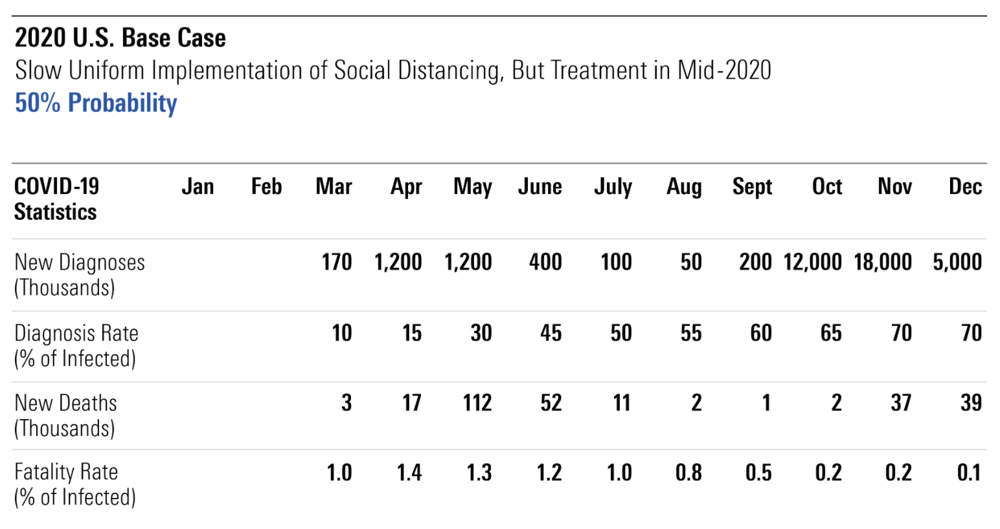 2020 U.S. Base Case
Slow Uniform Implementation of Social Distancing, But Treatment in Mid-2020
50% Probability
COVID-19 Statistics Jan Feb Mar Apr May June July Aug Sept Oct Nov Dec
New Diagnoses (Thousands) 170 1,200 1,200 400 100 50 200 12,000 18,000 5,000
Diagnosis Rate (% of Infected) 10 15 30 45 50 55 60 65 70 70
New Deaths (Thousands) 3 17 112 52 11 2 1 2 37 39
Fatality Rate (% of Infected) 1.0 1.4 1.3 1.2 1.0 0.8 0.5 0.2 0.2 0.1